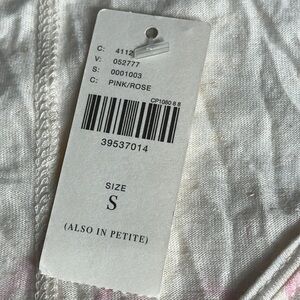 C: 4112
V: 052777
S: 0001003
C: PINK/ROSE
CP1080 8 8
39537014
SIZE
S
(ALSO IN PETITE)